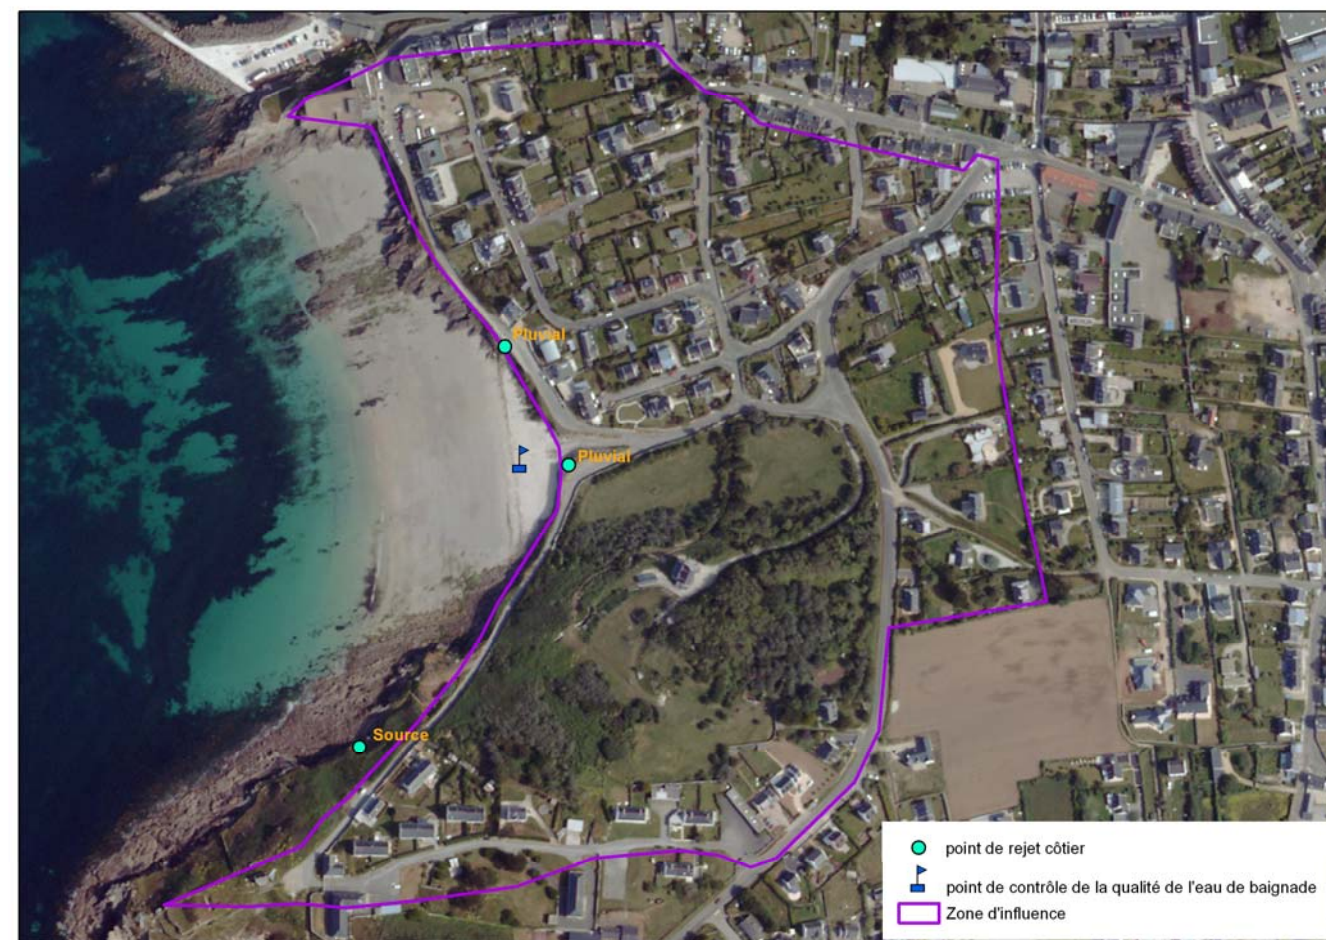 Pluvial
Pluvial
Source
point de rejet côtier
point de contrôle de la qualité de l'eau de baignade
Zone d'influence